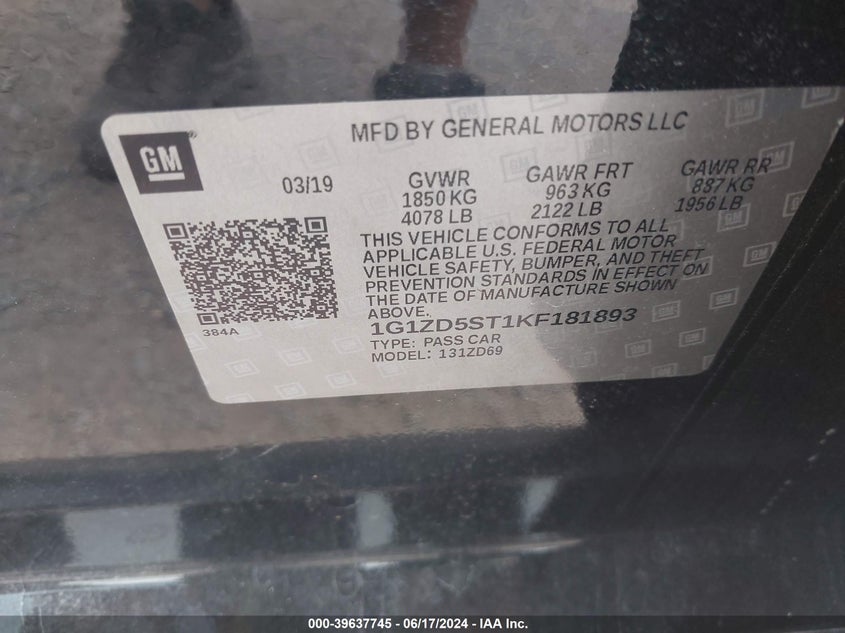 GM
MFD BY GENERAL MOTORS LLC
03/19
GVWR
1850 KG
4078 LB
GAWR FRT
963 KG
2122 LB
GAWR RR
887 KG
1956 LB
THIS VEHICLE CONFORMS TO ALL
APPLICABLE U.S. FEDERAL MOTOR
VEHICLE SAFETY, BUMPER, AND THEFT
PREVENTION STANDARDS IN EFFECT ON
THE DATE OF MANUFACTURE SHOWN
ABOVE.
384A
1G1ZD5ST1KF181893
TYPE: PASS CAR
MODEL: 131ZD69
000-39637745 - 06/17/2024 - IAA Inc.